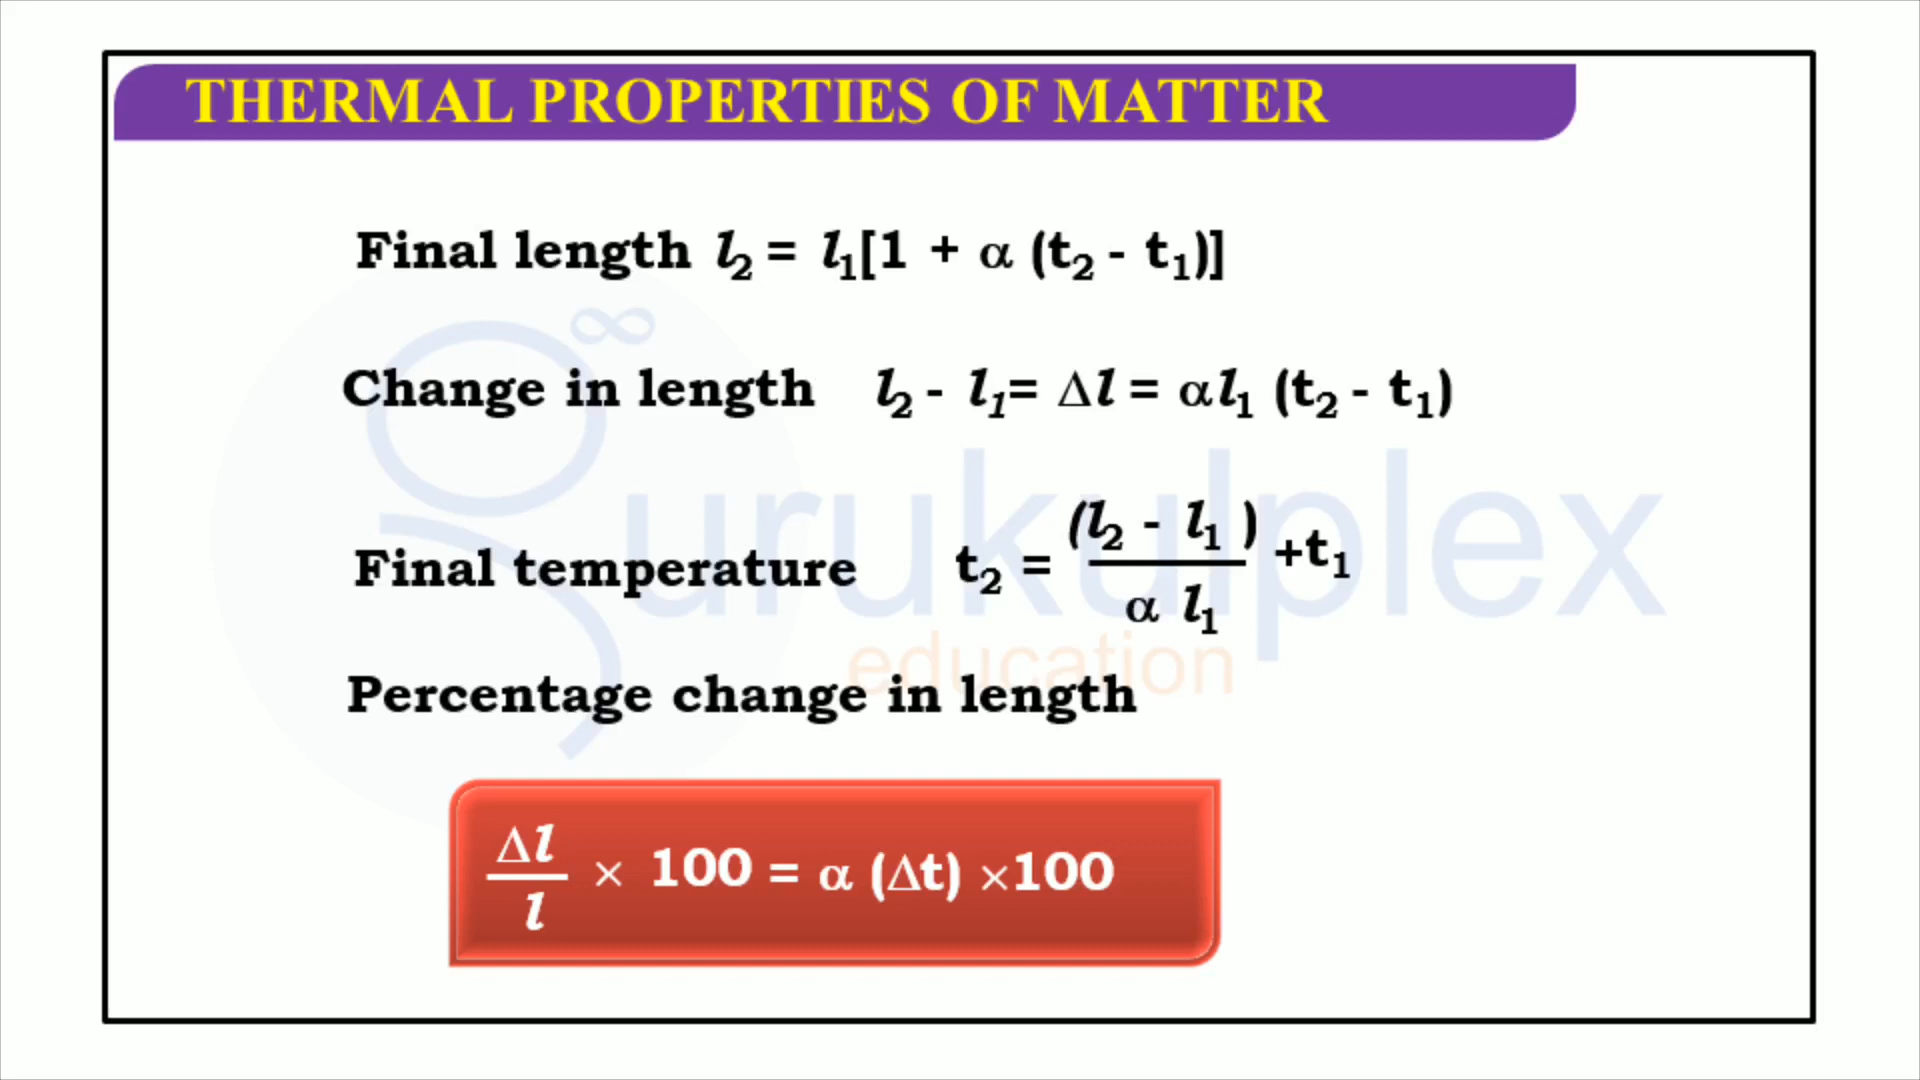 THERMAL PROPERTIES OF MATTER
Final length l₂ = l₁[1 + α (t₂ - t₁)]
Change in length l₂ - l₁= Δl = αl₁ (t₂ - t₁)
Final temperature t₂ = (l₂ - l₁ ) / α l₁ +t₁
Percentage change in length
Δl / l × 100 = α (Δt) ×100
urukulplex
education